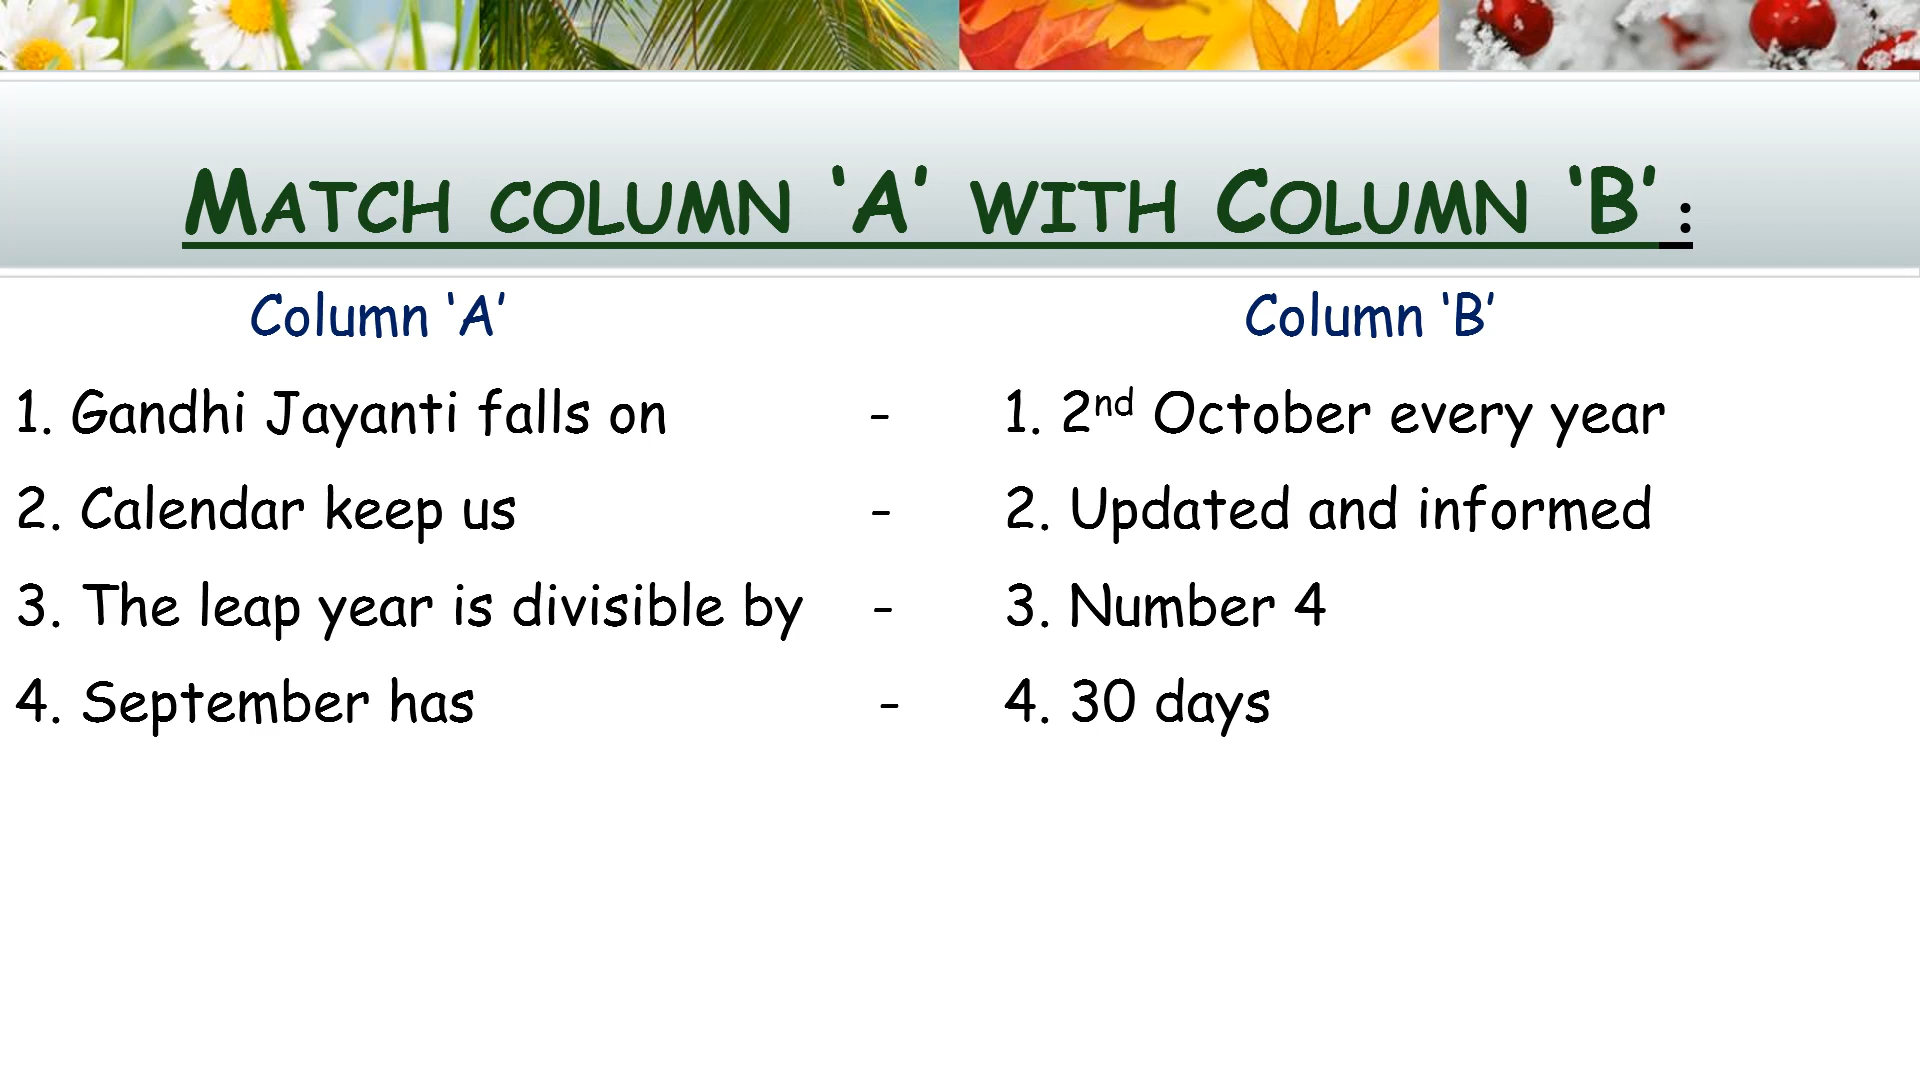 MATCH COLUMN ‘A’ WITH COLUMN ‘B’ :
Column ‘A’ Column ‘B’
1. Gandhi Jayanti falls on - 1. 2nd October every year
2. Calendar keep us - 2. Updated and informed
3. The leap year is divisible by - 3. Number 4
4. September has - 4. 30 days